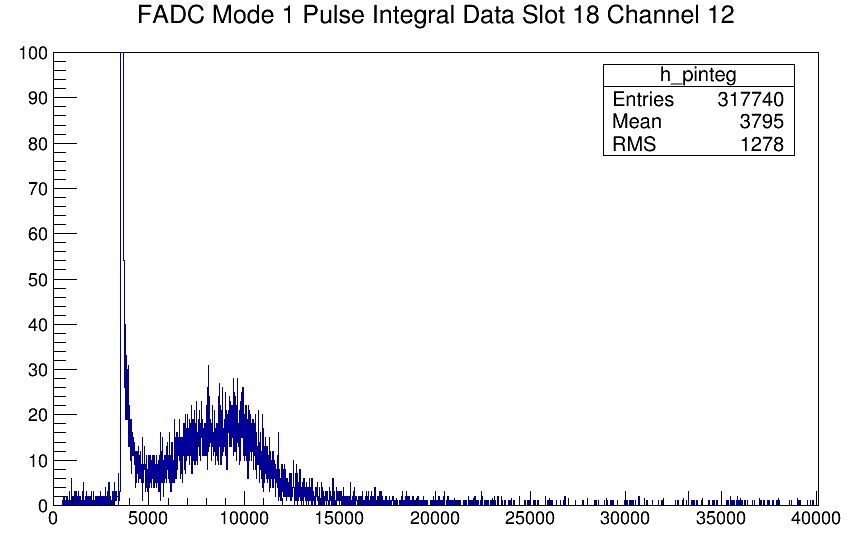 FADC Mode 1 Pulse Integral Data Slot 18 Channel 12
h_pinteg
Entries 317740
Mean 3795
RMS 1278
100
90
80
70
60
50
40
30
20
10
0
0 5000 10000 15000 20000 25000 30000 35000 40000